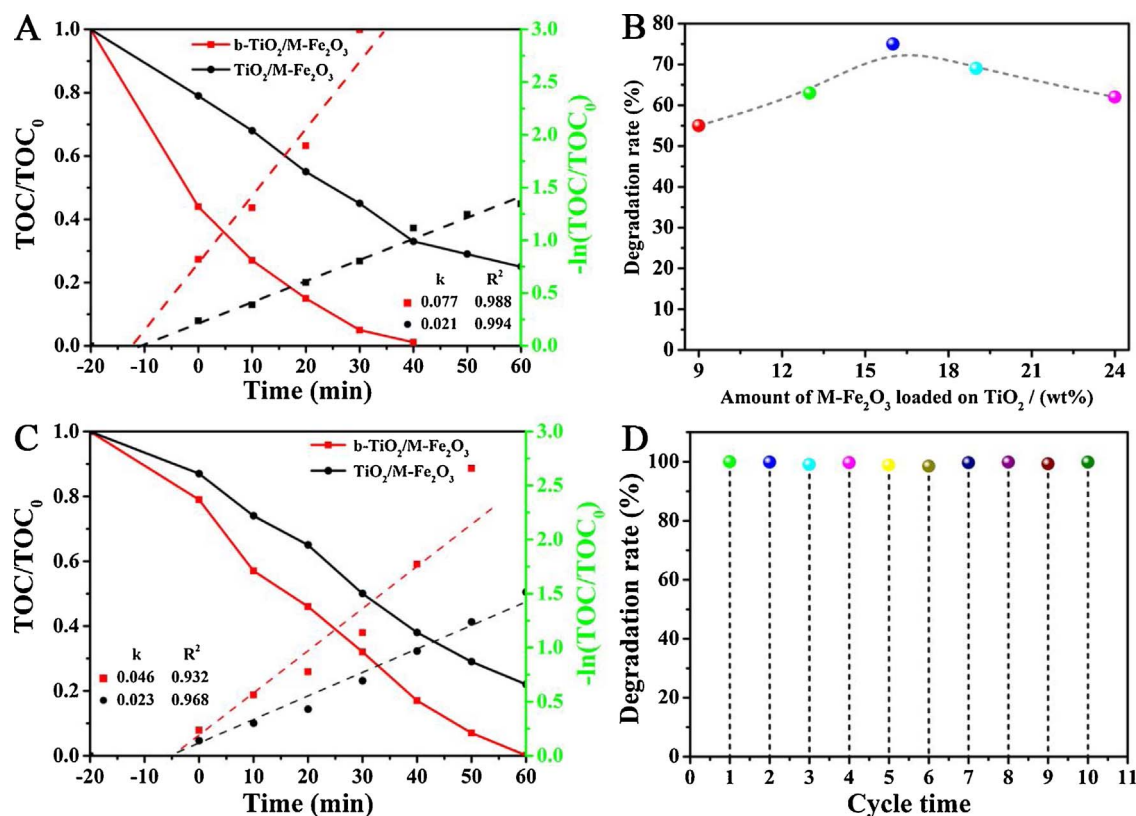 A
b-TiO₂/M-Fe₂O₃
TiO₂/M-Fe₂O₃
TOC/TOC₀
1.0
0.8
0.6
0.4
0.2
0.0
3.0
2.5
2.0
1.5
1.0
0.5
0.0
-ln(TOC/TOC₀)
k R²
0.077 0.988
0.021 0.994
-20 -10 0 10 20 30 40 50 60
Time (min)
B
Degradation rate (%)
80
70
60
50
40
30
20
10
0
9 12 15 18 21 24
Amount of M-Fe₂O₃ loaded on TiO₂ / (wt%)
C
b-TiO₂/M-Fe₂O₃
TiO₂/M-Fe₂O₃
TOC/TOC₀
1.0
0.8
0.6
0.4
0.2
0.0
3.0
2.5
2.0
1.5
1.0
0.5
0.0
-ln(TOC/TOC₀)
k R²
0.046 0.932
0.023 0.968
-20 -10 0 10 20 30 40 50 60
Time (min)
D
Degradation rate (%)
100
80
60
40
20
0
0 1 2 3 4 5 6 7 8 9 10 11
Cycle time